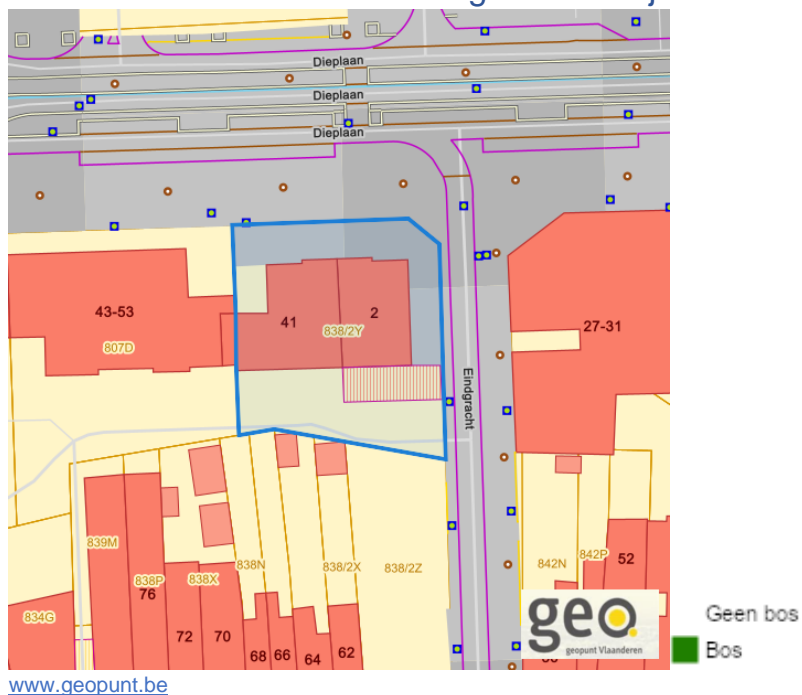 Dieplaan
Dieplaan
Dieplaan
43-53
807D
41
2
838/2Y
27-31
Eindgracht
839M
838P
76
838X
838N
838/2X
838/2Z
842N
842P
52
834G
72
70
68
66
64
62
geo.
geopunt Vlaanderen
Geen bos
Bos
www.geopunt.be